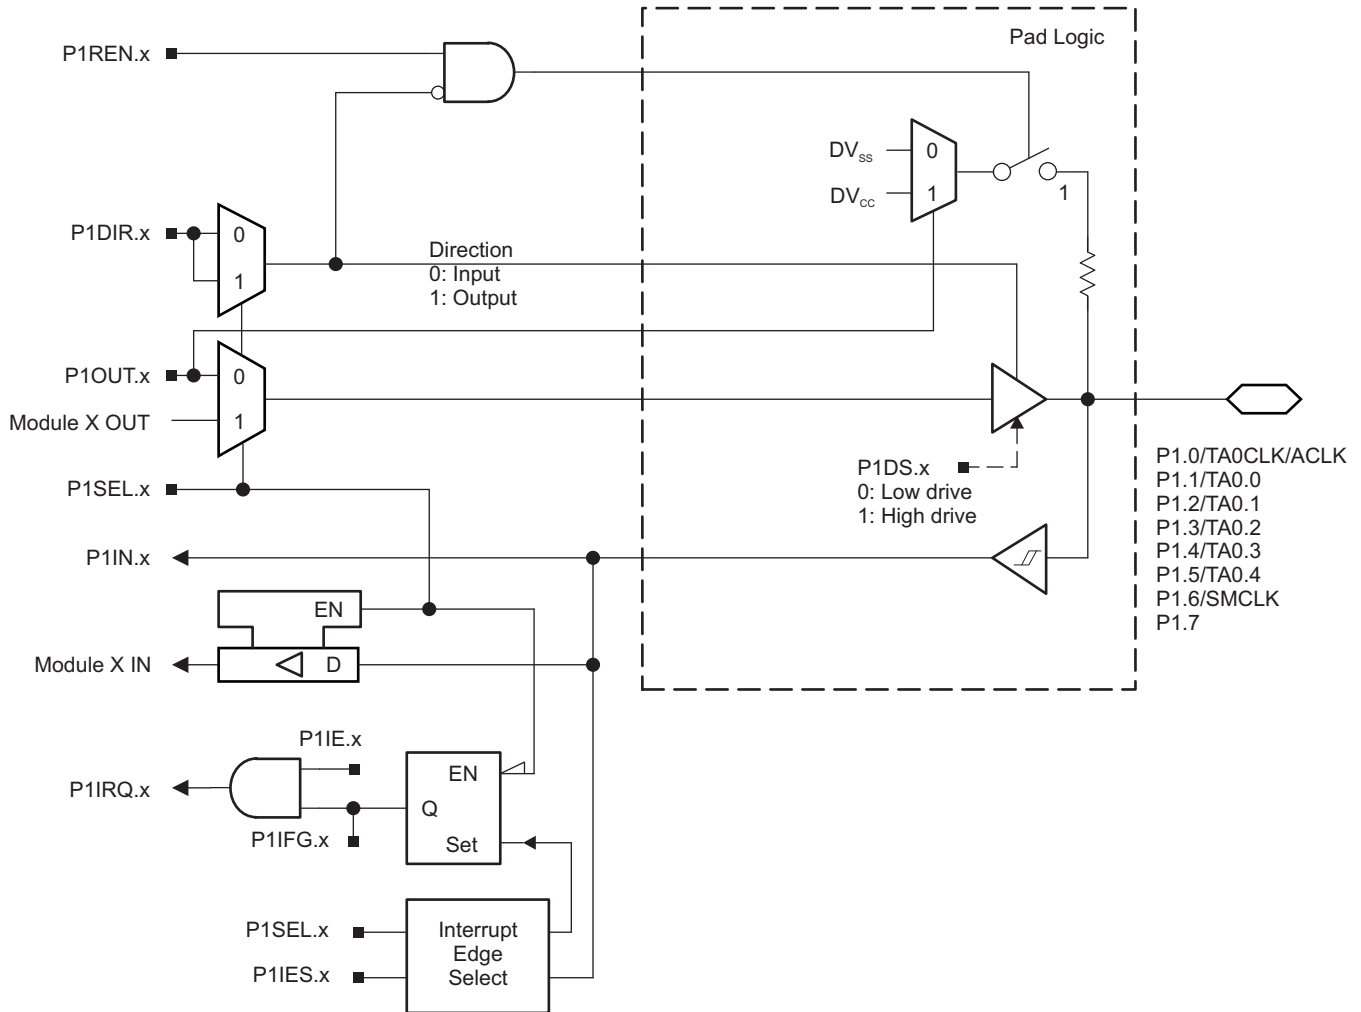 Pad Logic
P1REN.x
DVSS
0
DVCC
1
1
P1DIR.x
0
1
Direction
0: Input
1: Output
P1OUT.x
0
Module X OUT
1
P1SEL.x
P1DS.x
0: Low drive
1: High drive
P1.0/TA0CLK/ACLK
P1.1/TA0.0
P1.2/TA0.1
P1.3/TA0.2
P1.4/TA0.3
P1.5/TA0.4
P1.6/SMCLK
P1.7
P1IN.x
EN
Module X IN
D
P1IE.x
P1IRQ.x
EN
Q
P1IFG.x
Set
P1SEL.x
P1IES.x
Interrupt
Edge
Select